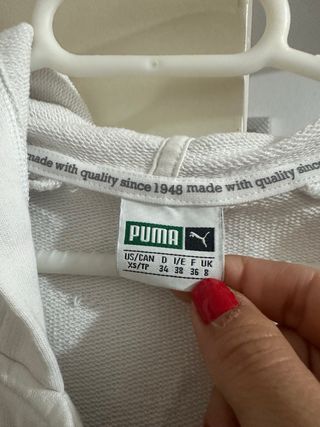 made with quality since 1948 made with quality since
PUMA
US/CAN D I/E F UK
XS/TP 34 38 36 8